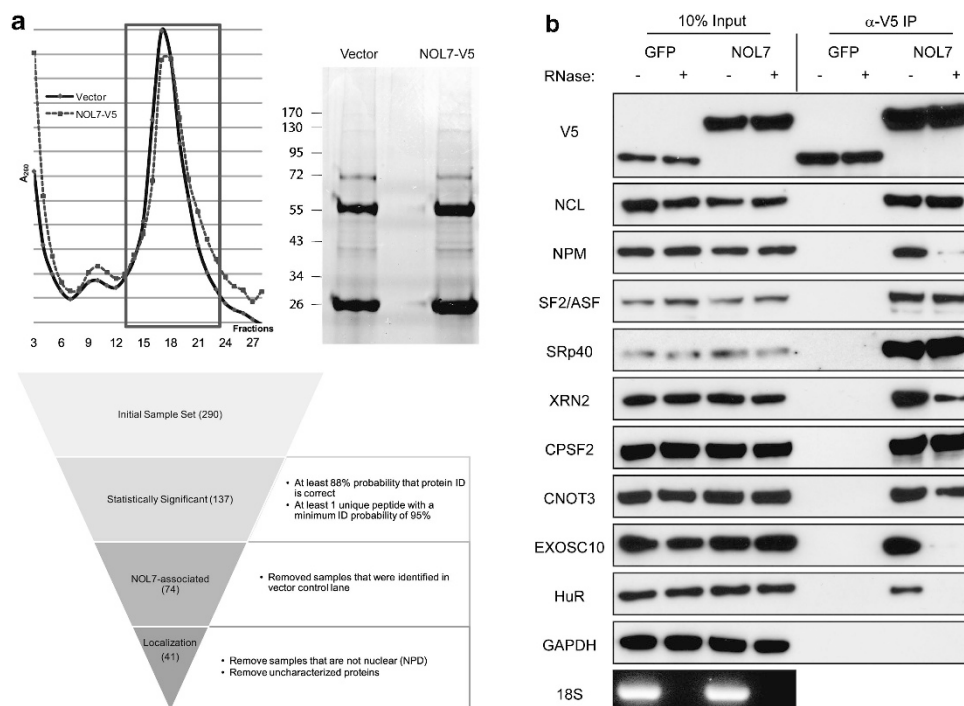 a
Vector
NOL7-V5
A260
Fractions
3 6 9 12 15 18 21 24 27
Vector NOL7-V5
170
130
95
72
55
43
34
26
Initial Sample Set (290)
Statistically Significant (137)
• At least 88% probability that protein ID is correct
• At least 1 unique peptide with a minimum ID probability of 95%
NOL7-associated
(74)
• Removed samples that were identified in vector control lane
Localization
(41)
• Remove samples that are not nuclear (NPD)
• Remove uncharacterized proteins
b
10% Input α-V5 IP
GFP NOL7 GFP NOL7
RNase: - + - + - + - +
V5
NCL
NPM
SF2/ASF
SRp40
XRN2
CPSF2
CNOT3
EXOSC10
HuR
GAPDH
18S